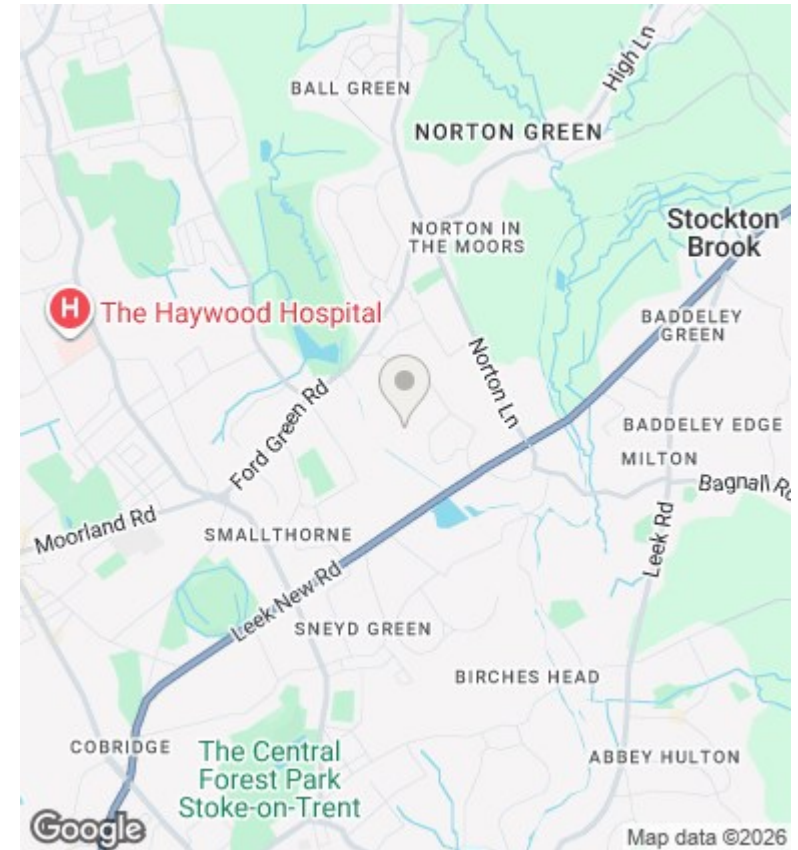 BALL GREEN
High Ln
NORTON GREEN
NORTON IN
THE MOORS
Stockton
Brook
H
The Haywood Hospital
BADDELEY
GREEN
Norton Ln
Ford Green Rd
BADDELEY EDGE
MILTON
Bagnall Rd
Moorland Rd
SMALLTHORNE
Leek Rd
Leek New Rd
SNEYD GREEN
BIRCHES HEAD
COBRIDGE
The Central
Forest Park
Stoke-on-Trent
ABBEY HULTON
Google
Map data ©2026